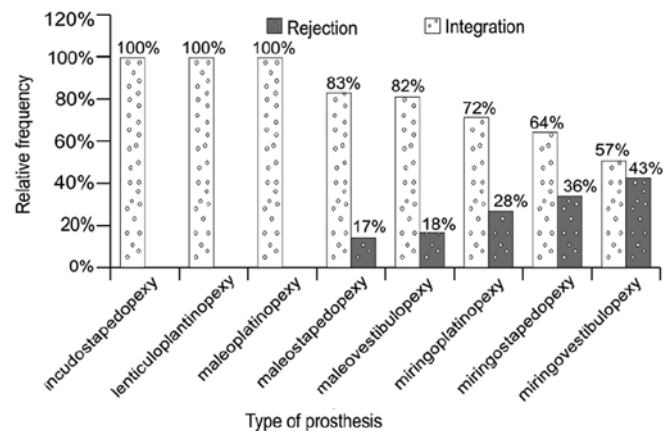 120%
Rejection
Integration
100%
100%
100%
100%
83%
82%
80%
72%
64%
60%
57%
43%
40%
36%
28%
20%
17%
18%
0%
Relative frequency
incudostapedopexy
lenticuloplantinopexy
maleoplatinopexy
maleostapedopexy
maleovestibulopexy
miringoplatinopexy
miringostapedopexy
miringovestibulopexy
Type of prosthesis